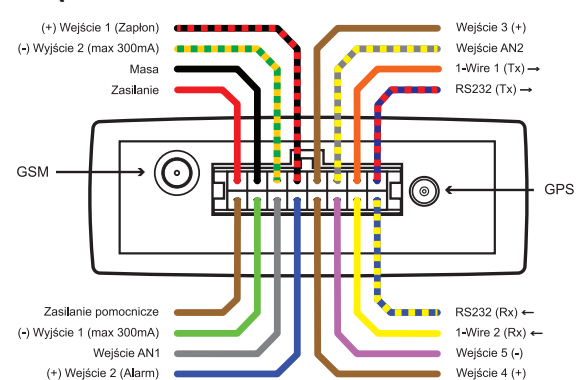 (+) Wejście 1 (Zapłon)
(-) Wyjście 2 (max 300mA)
Masa
Zasilanie
Wejście 3 (+)
Wejście AN2
1-Wire 1 (Tx) →
RS232 (Tx) →
GSM
GPS
Zasilanie pomocnicze
(-) Wyjście 1 (max 300mA)
Wejście AN1
(+) Wejście 2 (Alarm)
RS232 (Rx) ←
1-Wire 2 (Rx) ←
Wejście 5 (-)
Wejście 4 (+)